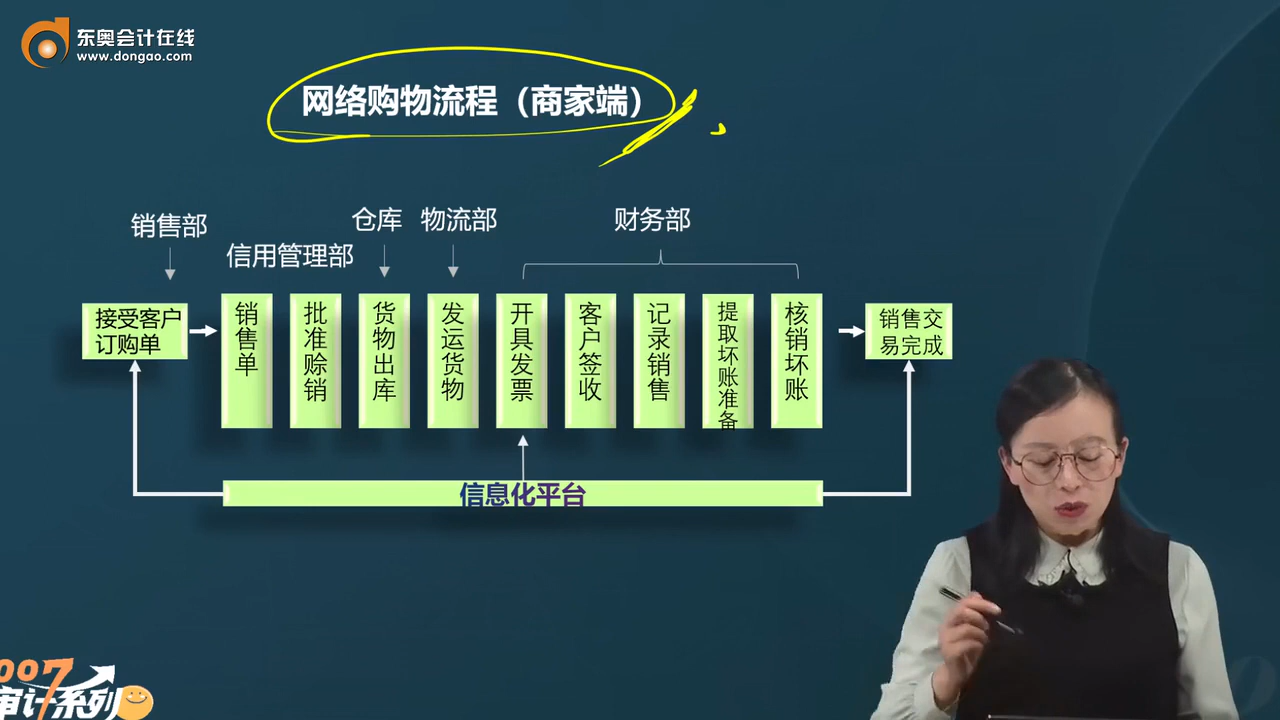 东奥会计在线
www.dongao.com
网络购物流程（商家端）
销售部
信用管理部
仓库
物流部
财务部
接受客户
订购单
销售单
批准赊销
货物出库
发运货物
开具发票
客户签收
记录销售
提取坏账准备
核销坏账
销售交
易完成
信息化平台
007
审计系列